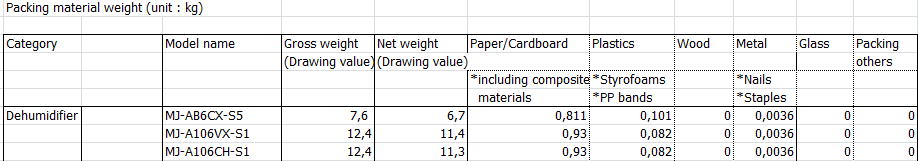 Packing material weight (unit : kg)
Category Model name Gross weight Net weight Paper/Cardboard Plastics Wood Metal Glass Packing
(Drawing value) (Drawing value) others
*including composite *Styrofoams *Nails
materials *PP bands *Staples
Dehumidifier MJ-AB6CX-S5 7,6 6,7 0,811 0,101 0 0,0036 0 0
MJ-A106VX-S1 12,4 11,4 0,93 0,082 0 0,0036 0 0
MJ-A106CH-S1 12,4 11,3 0,93 0,082 0 0,0036 0 0